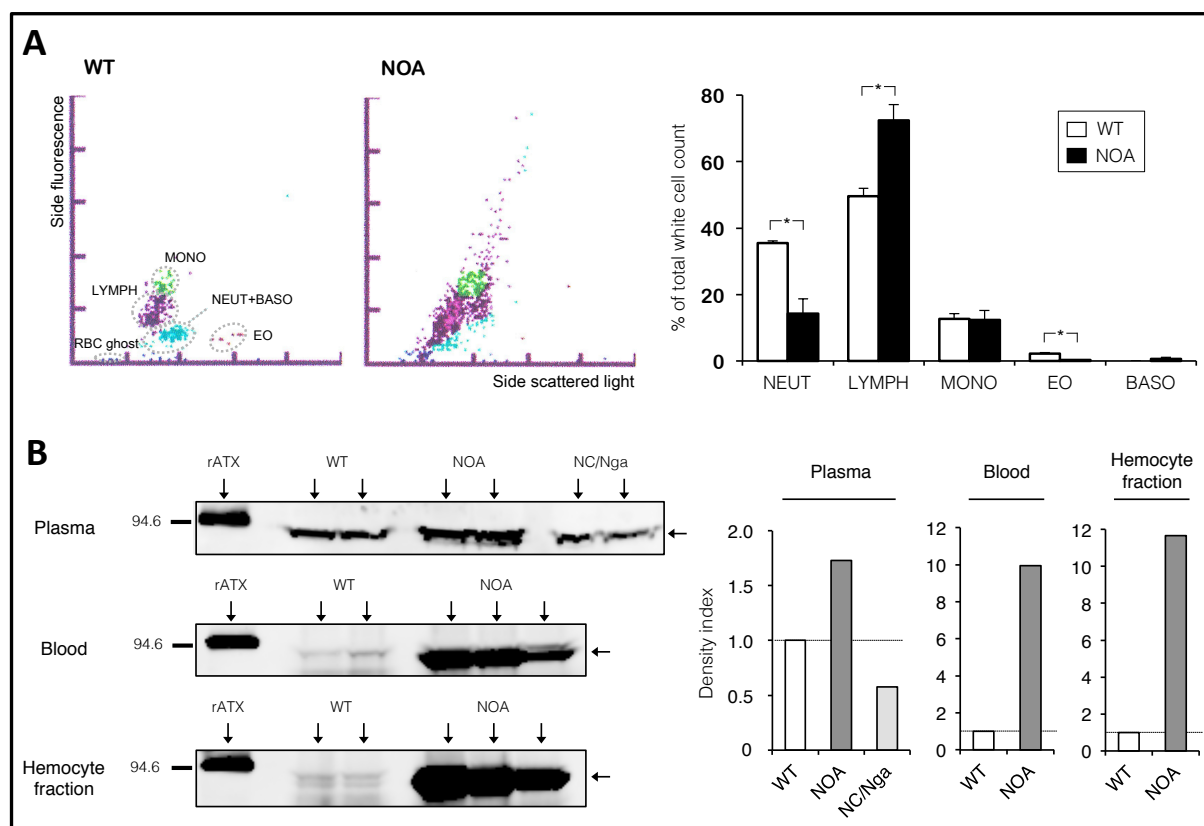 A
WT
NOA
Side fluorescence
MONO
LYMPH
NEUT+BASO
RBC ghost
EO
Side scattered light
% of total white cell count
80
60
40
20
0
*
*
*
WT
NOA
NEUT LYMPH MONO EO BASO
B
rATX WT NOA NC/Nga
Plasma 94.6
rATX WT NOA
Blood 94.6
rATX WT NOA
Hemocyte
fraction
94.6
Density index
Plasma
2.0
1.5
1.0
0.5
0
WT NOA NC/Nga
Blood
12
10
8
6
4
2
0
WT NOA
Hemocyte
fraction
12
10
8
6
4
2
0
WT NOA